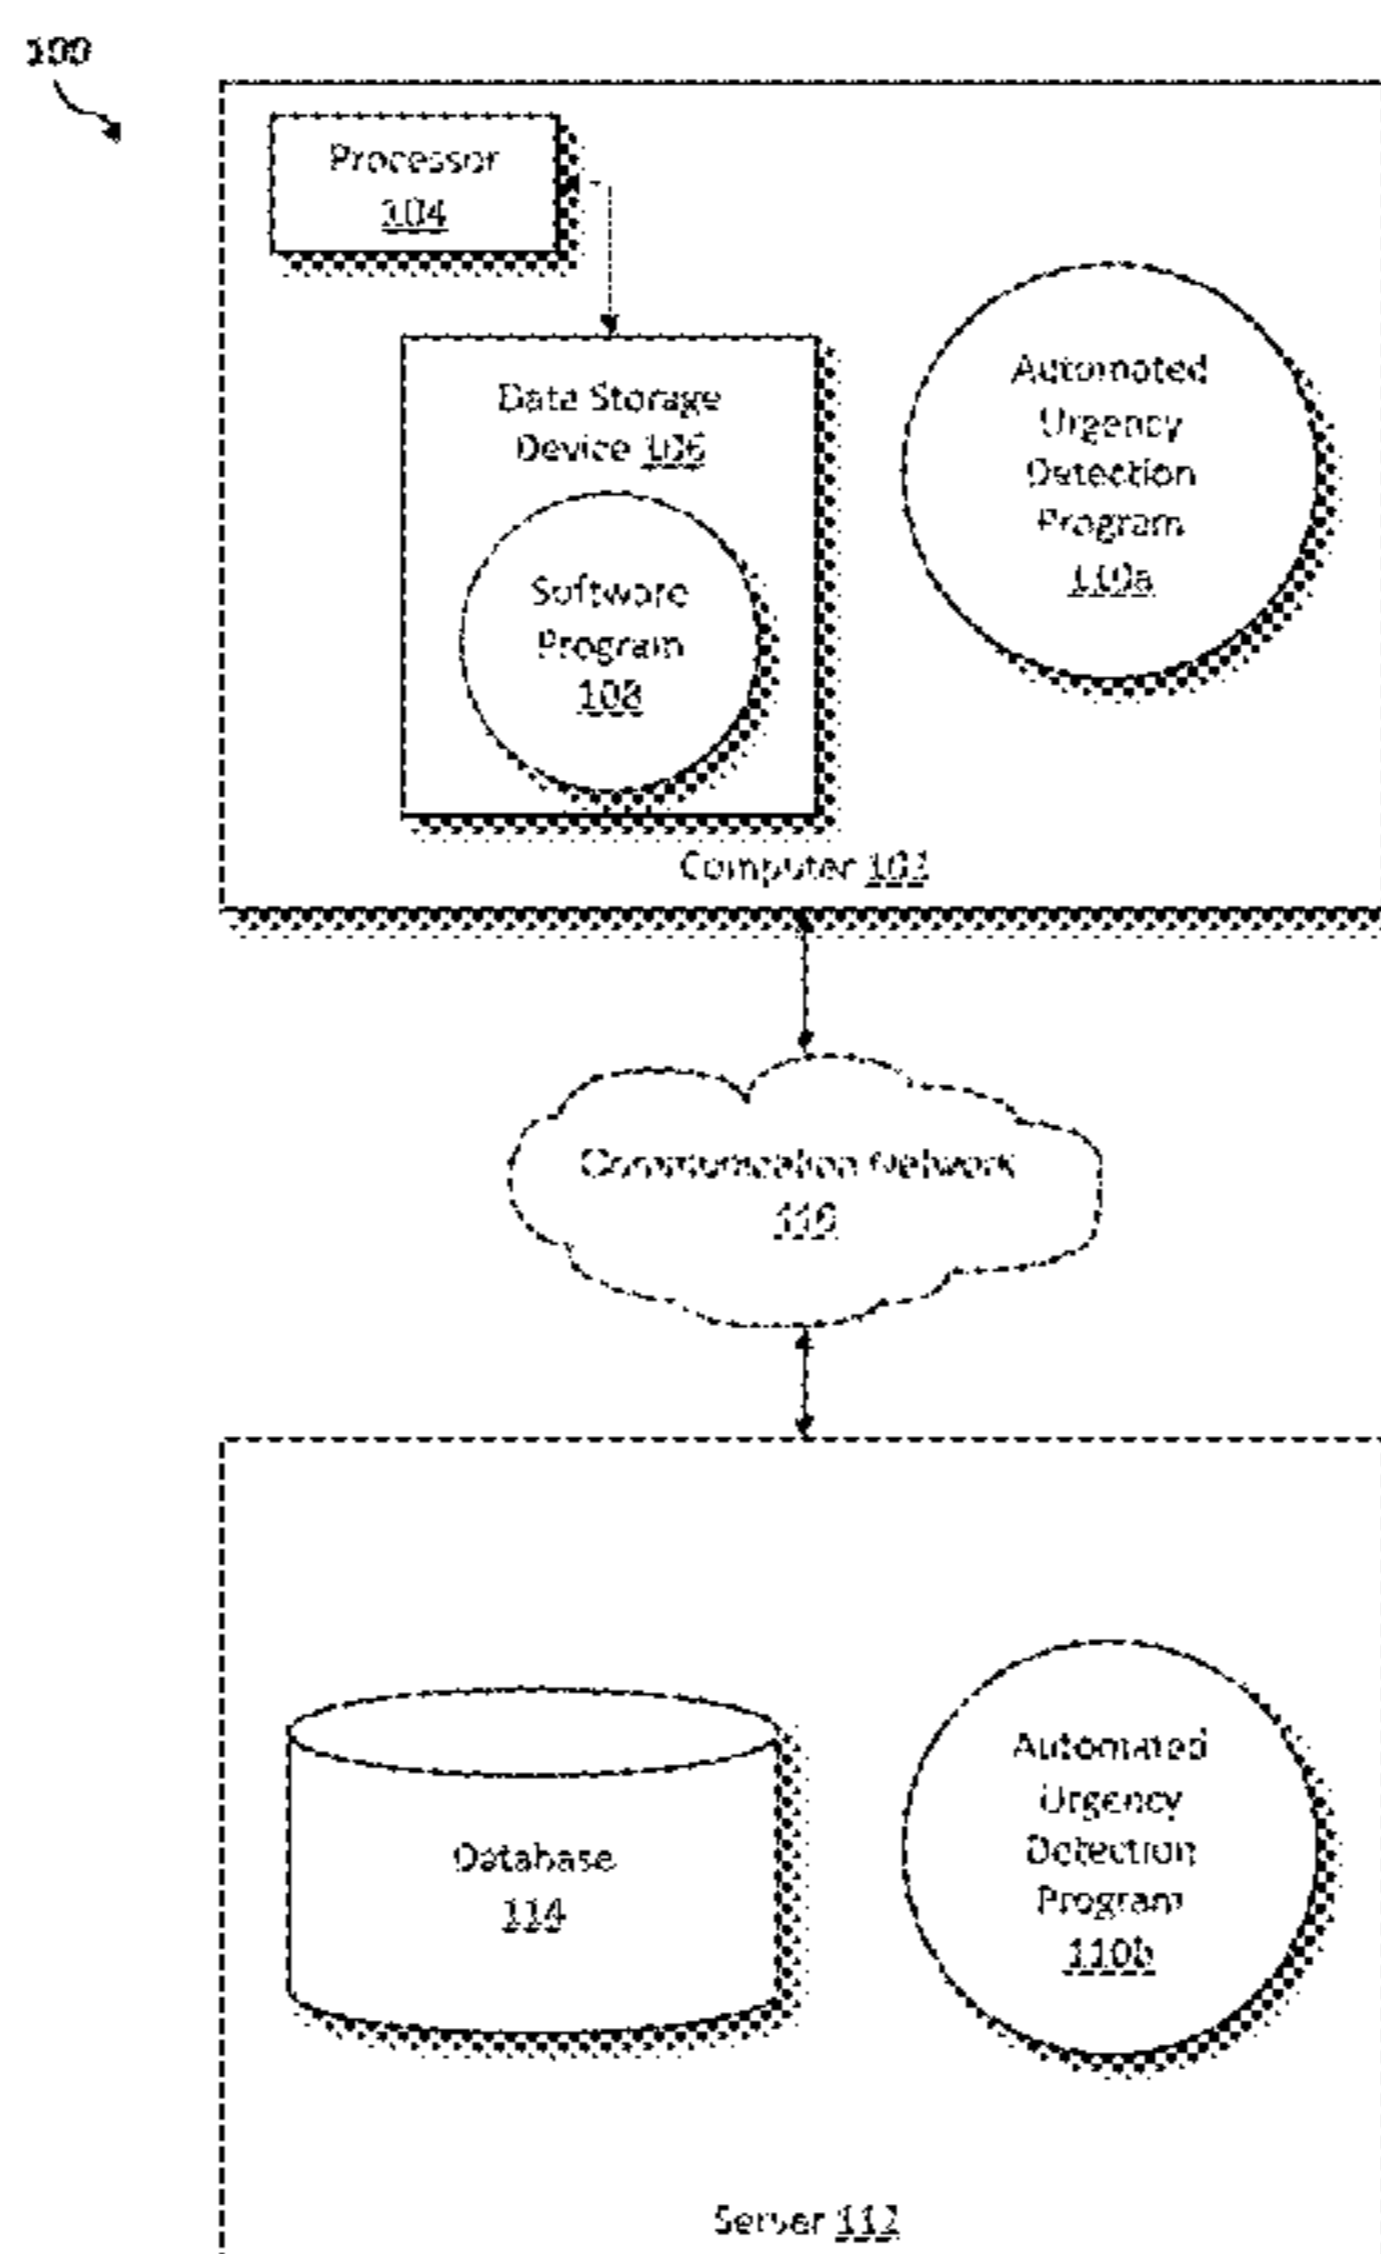 100
Processor
104
Data Storage
Device 106
Software
Program
108
Automated
Urgency
Detection
Program
110a
Computer 102
Communication Network
116
Database
114
Automated
Urgency
Detection
Program
110b
Server 112